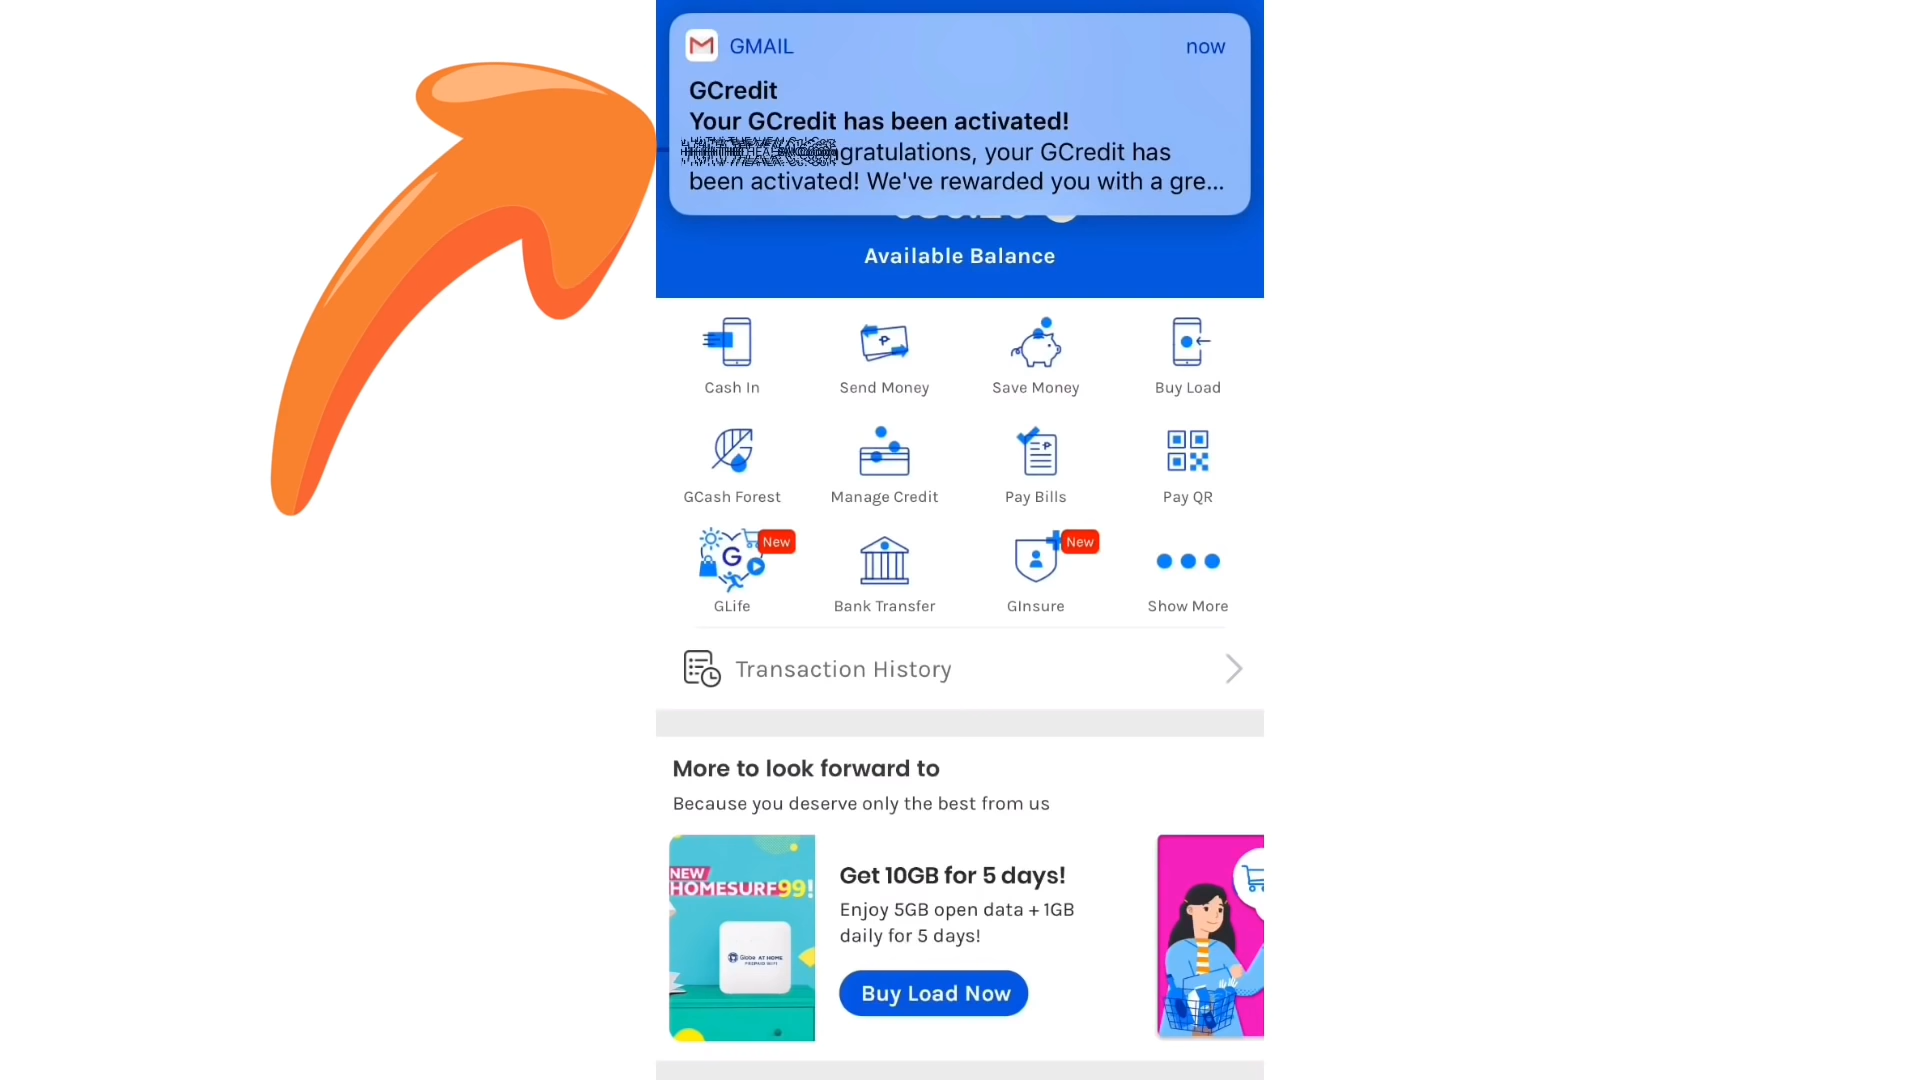 GMAIL
now
GCredit
Your GCredit has been activated!
gratulations, your GCredit has
been activated! We've rewarded you with a gre...
Available Balance
Cash In
Send Money
Save Money
Buy Load
GCash Forest
Manage Credit
Pay Bills
Pay QR
New
New
GLife
Bank Transfer
GInsure
Show More
Transaction History
More to look forward to
Because you deserve only the best from us
NEW
HOMESURF99!
Globe AT HOME
Get 10GB for 5 days!
Enjoy 5GB open data + 1GB
daily for 5 days!
Buy Load Now